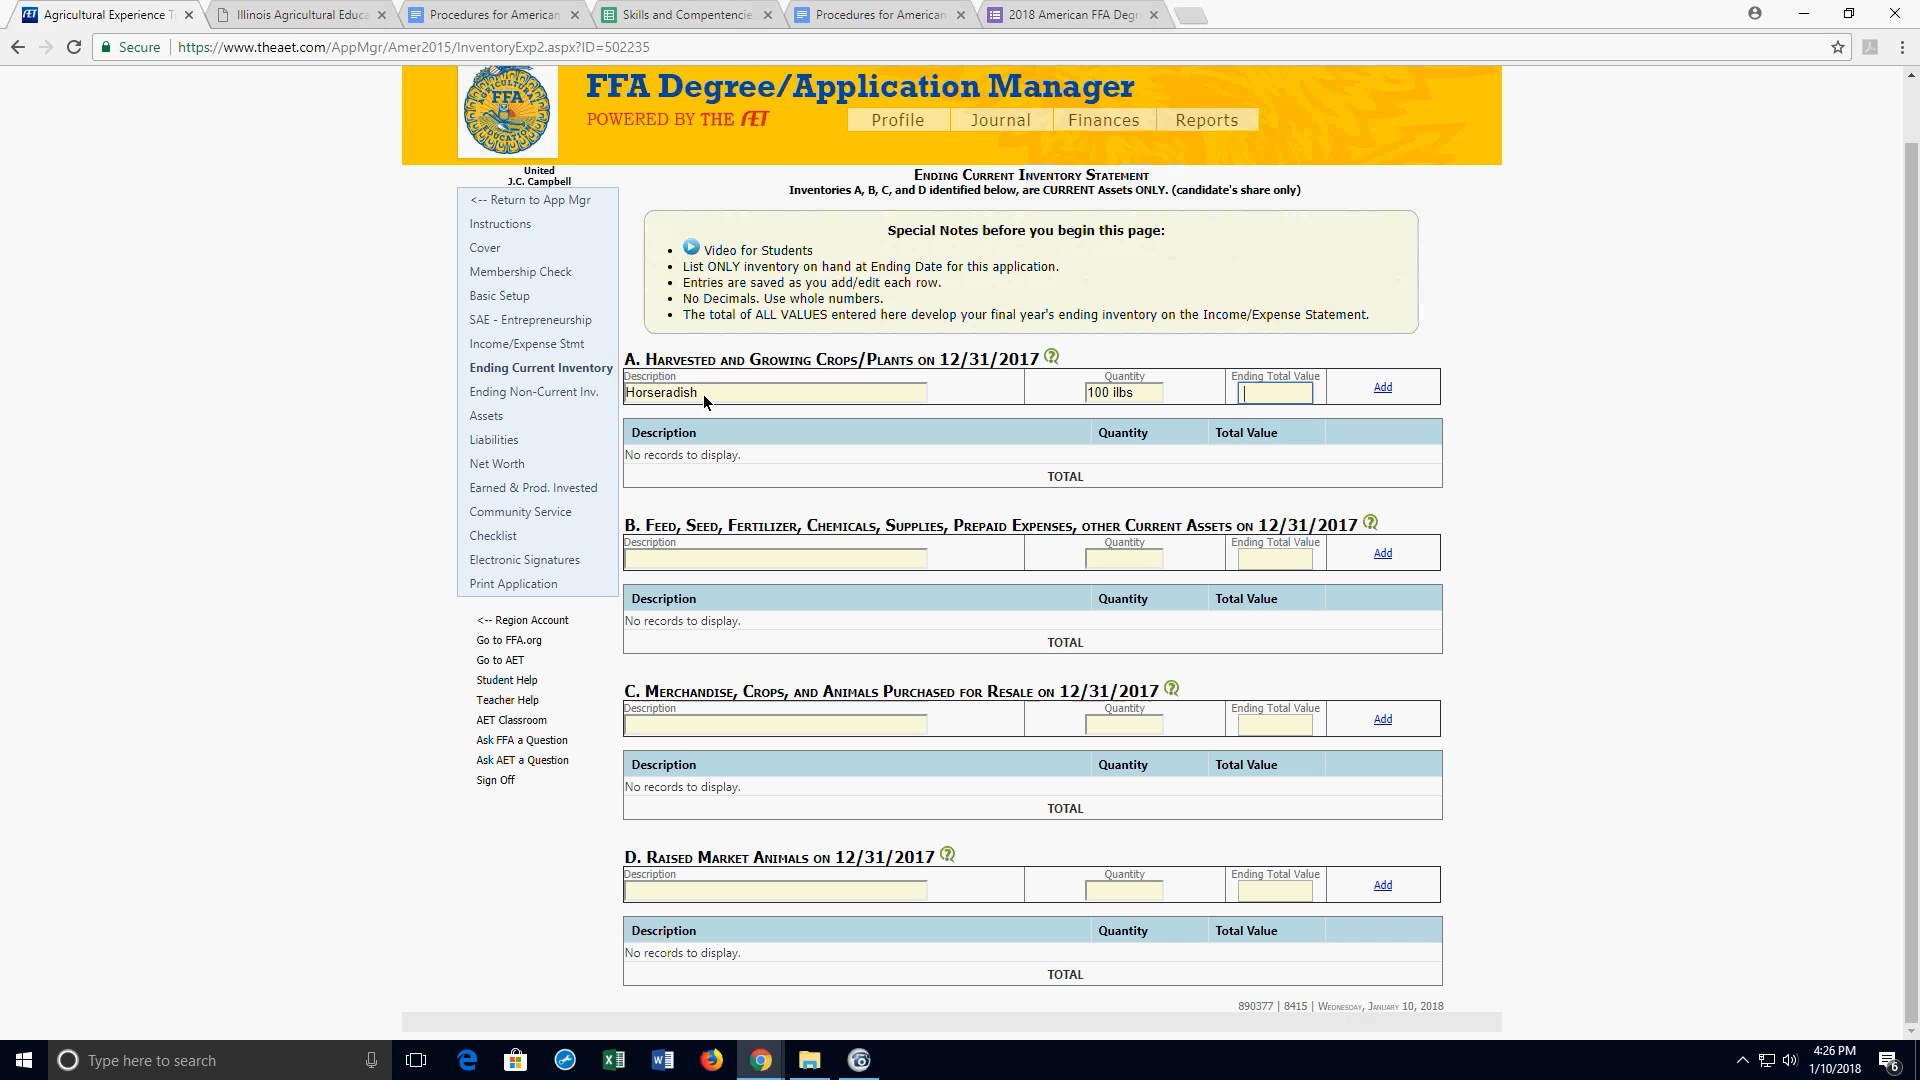 Agricultural Experience T
Illinois Agricultural Educa
Procedures for American
Skills and Compentencie
Procedures for American
2018 American FFA Degr
Secure
https://www.theaet.com/AppMgr/Amer2015/InventoryExp2.aspx?ID=502235
FFA
AGRICULTURAL
EDUCATION
FFA Degree/Application Manager
POWERED BY THE AET
Profile
Journal
Finances
Reports
United
J.C. Campbell
<-- Return to App Mgr
Instructions
Cover
Membership Check
Basic Setup
SAE - Entrepreneurship
Income/Expense Stmt
Ending Current Inventory
Ending Non-Current Inv.
Assets
Liabilities
Net Worth
Earned & Prod. Invested
Community Service
Checklist
Electronic Signatures
Print Application
<-- Region Account
Go to FFA.org
Go to AET
Student Help
Teacher Help
AET Classroom
Ask FFA a Question
Ask AET a Question
Sign Off
Ending Current Inventory Statement
Inventories A, B, C, and D identified below, are CURRENT Assets ONLY. (candidate's share only)
Special Notes before you begin this page:
• Video for Students
• List ONLY inventory on hand at Ending Date for this application.
• Entries are saved as you add/edit each row.
• No Decimals. Use whole numbers.
• The total of ALL VALUES entered here develop your final year's ending inventory on the Income/Expense Statement.
A. Harvested and Growing Crops/Plants on 12/31/2017
Description Quantity Ending Total Value
Horseradish 100 ilbs Add
Description Quantity Total Value
No records to display.
TOTAL
B. Feed, Seed, Fertilizer, Chemicals, Supplies, Prepaid Expenses, other Current Assets on 12/31/2017
Description Quantity Ending Total Value
Add
Description Quantity Total Value
No records to display.
TOTAL
C. Merchandise, Crops, and Animals Purchased for Resale on 12/31/2017
Description Quantity Ending Total Value
Add
Description Quantity Total Value
No records to display.
TOTAL
D. Raised Market Animals on 12/31/2017
Description Quantity Ending Total Value
Add
Description Quantity Total Value
No records to display.
TOTAL
890377 | 8415 | Wednesday, January 10, 2018
Type here to search
4:26 PM
1/10/2018
6